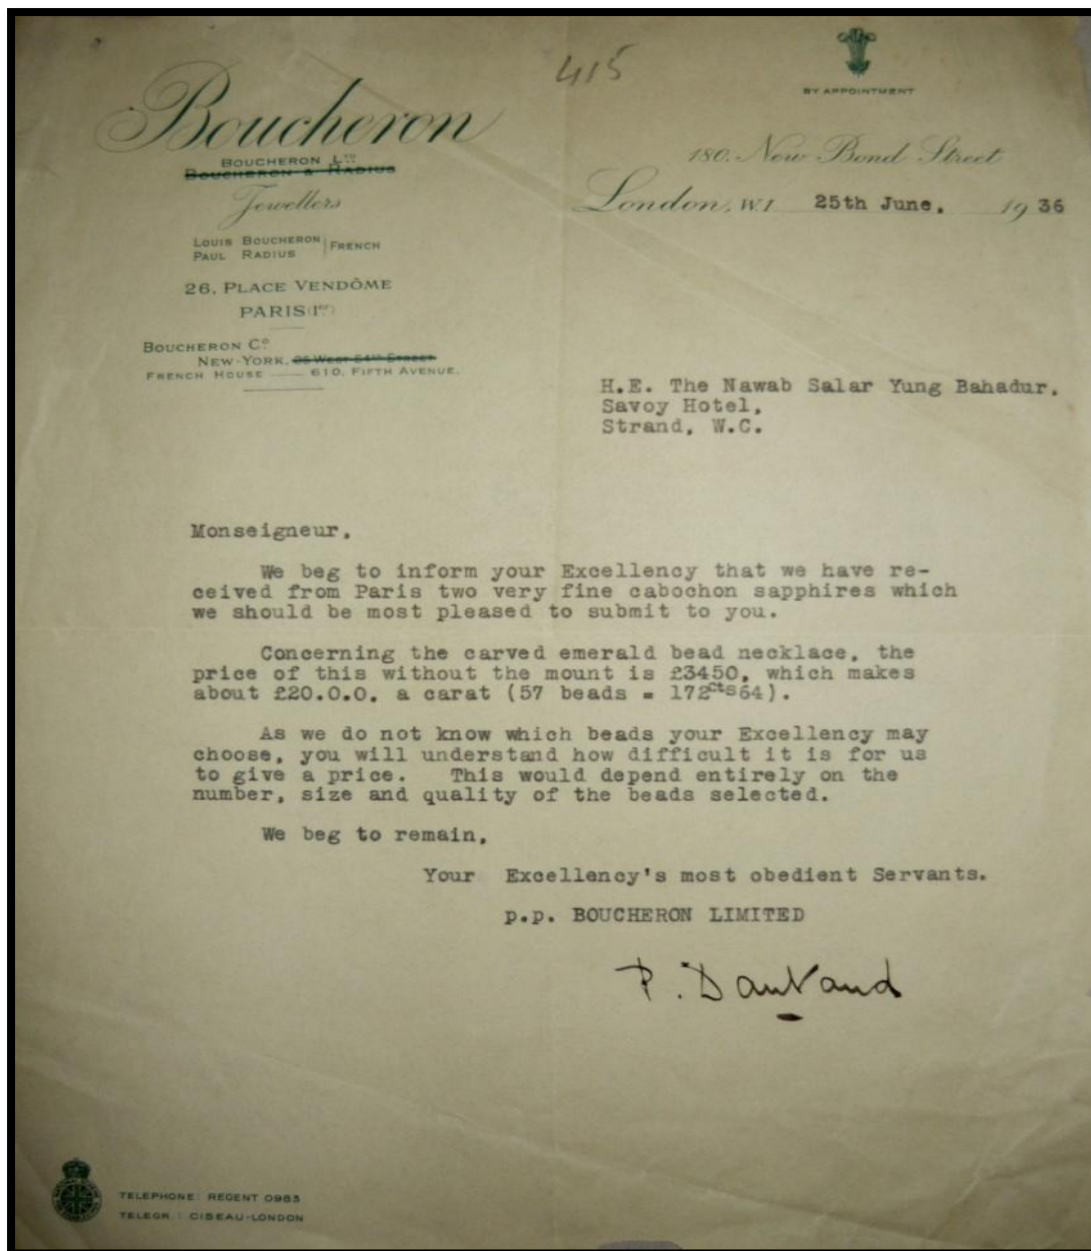 415
BY APPOINTMENT
Boucheron
BOUCHERON LTD
BOUCHERON & RADIUS
Jewellers
LOUIS BOUCHERON
PAUL RADIUS
FRENCH
26, PLACE VENDÔME
PARIS (1er)
BOUCHERON Co
NEW-YORK, 25 WEST 54th STREET
FRENCH HOUSE 610, FIFTH AVENUE.
180. New Bond Street
London, W.1 25th June, 1936
H.E. The Nawab Salar Yung Bahadur,
Savoy Hotel,
Strand, W.C.
Monseigneur,
We beg to inform your Excellency that we have re-
ceived from Paris two very fine cabochon sapphires which
we should be most pleased to submit to you.
Concerning the carved emerald bead necklace, the
price of this without the mount is £3450, which makes
about £20.0.0. a carat (57 beads = 172cts64).
As we do not know which beads your Excellency may
choose, you will understand how difficult it is for us
to give a price. This would depend entirely on the
number, size and quality of the beads selected.
We beg to remain,
Your Excellency's most obedient Servants.
p.p. BOUCHERON LIMITED
TELEPHONE: REGENT 0983
TELEGR.: CISEAU-LONDON